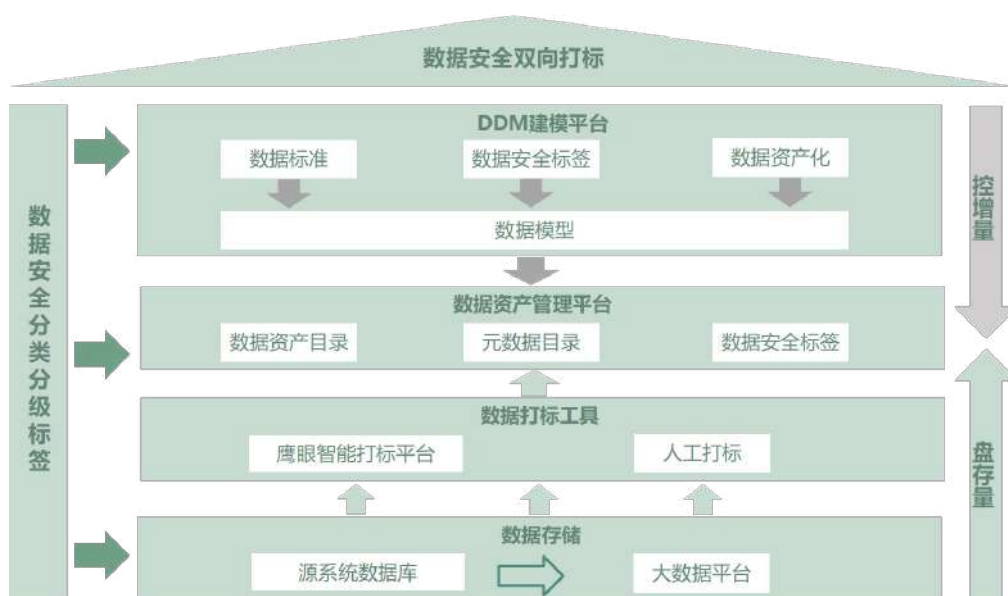 数据安全双向打标
数据安全分类分级标签
DDM建模平台
数据标准
数据安全标签
数据资产化
数据模型
数据资产管理平台
数据资产目录
元数据目录
数据安全标签
数据打标工具
鹰眼智能打标平台
人工打标
数据存储
源系统数据库
大数据平台
控增量
盘存量